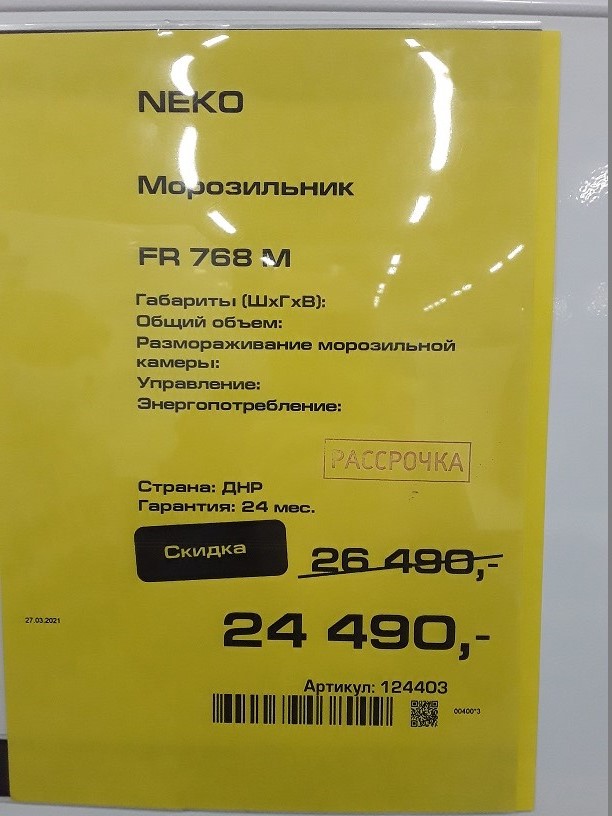 NEKO
Морозильник
FR 768 M
Габариты (ШхГхВ):
Общий объем:
Размораживание морозильной
камеры:
Управление:
Энергопотребление:
РАССРОЧКА
Страна: ДНР
Гарантия: 24 мес.
Скидка
26 490,-
27.03.2021
24 490,-
Артикул: 124403
00400*3